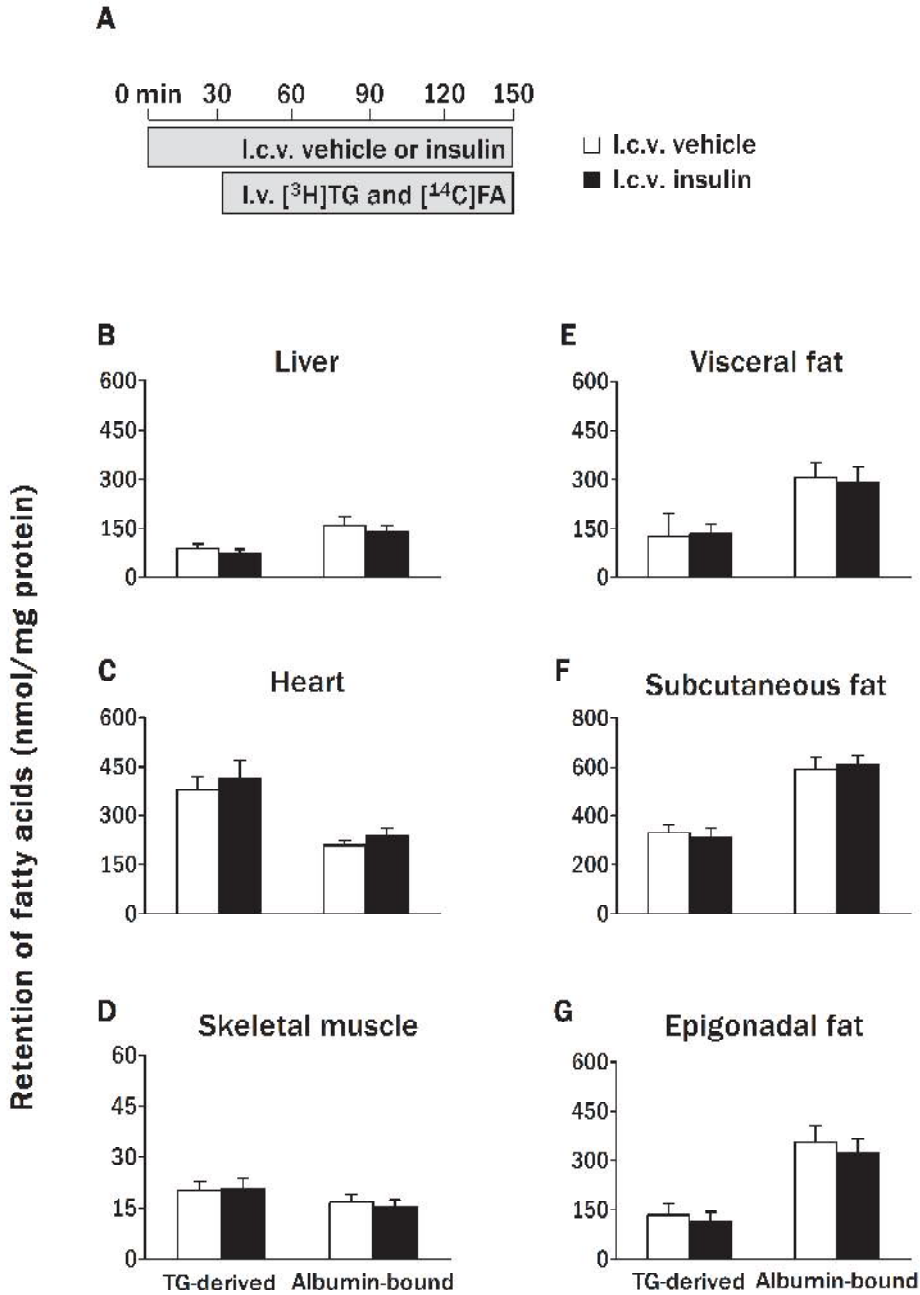 A
0 min 30 60 90 120 150
I.c.v. vehicle or insulin
I.v. [³H]TG and [¹⁴C]FA
I.c.v. vehicle
I.c.v. insulin
Retention of fatty acids (nmol/mg protein)
B
Liver
600
450
300
150
0
C
Heart
600
450
300
150
0
D
Skeletal muscle
60
45
30
15
0
TG-derived Albumin-bound
E
Visceral fat
600
450
300
150
0
F
Subcutaneous fat
800
600
400
200
0
G
Epigonadal fat
600
450
300
150
0
TG-derived Albumin-bound